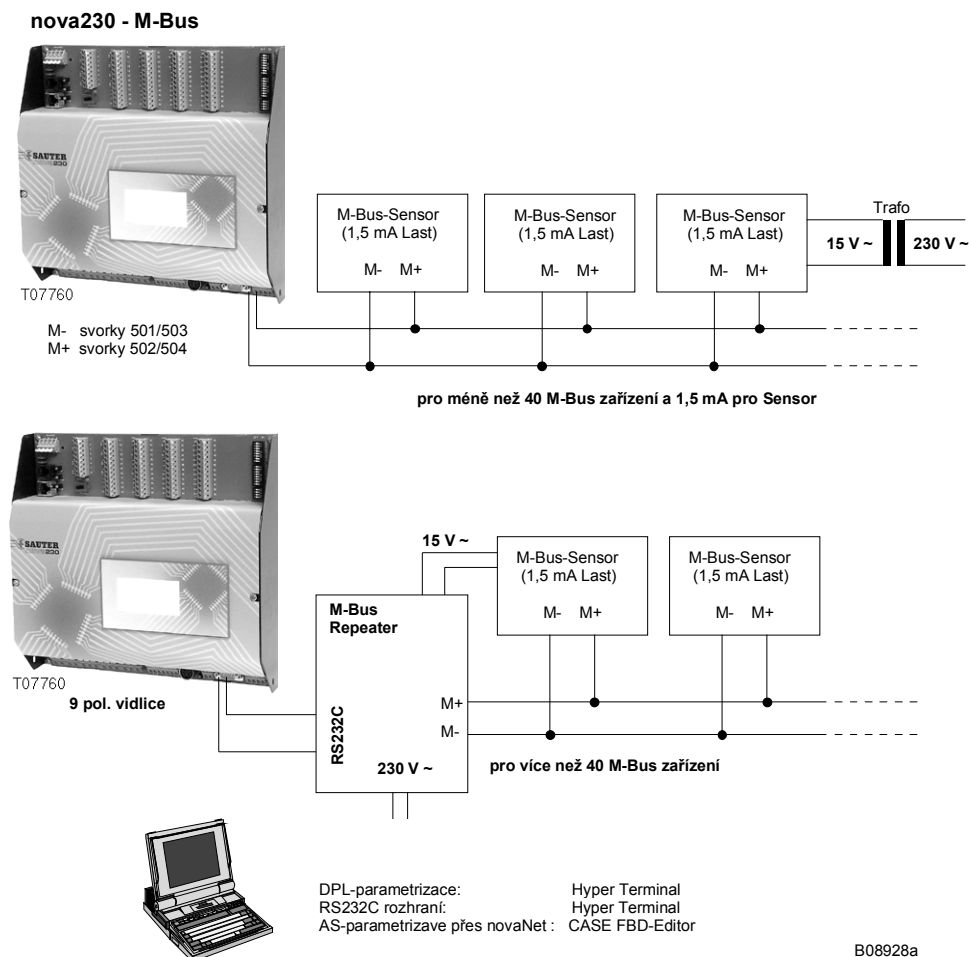 nova230 - M-Bus
SAUTER
230
T07760
M- svorky 501/503
M+ svorky 502/504
M-Bus-Sensor
(1,5 mA Last)
M- M+
M-Bus-Sensor
(1,5 mA Last)
M- M+
M-Bus-Sensor
(1,5 mA Last)
M- M+
Trafo
15 V ~
230 V ~
pro méně než 40 M-Bus zařízení a 1,5 mA pro Sensor
SAUTER
230
T07760
9 pol. vidlice
15 V ~
M-Bus
Repeater
RS232C
M+
M-
230 V ~
M-Bus-Sensor
(1,5 mA Last)
M- M+
M-Bus-Sensor
(1,5 mA Last)
M- M+
pro více než 40 M-Bus zařízení
DPL-parametrizace: Hyper Terminal
RS232C rozhraní: Hyper Terminal
AS-parametrizave přes novaNet : CASE FBD-Editor
B08928a